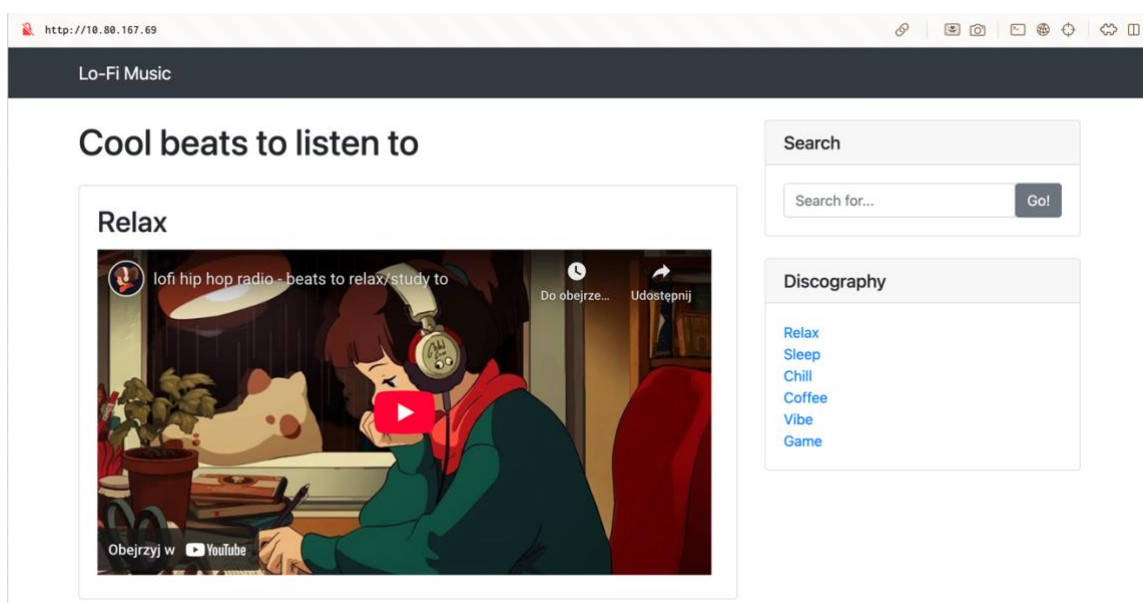 http://10.80.167.69
Lo-Fi Music
Cool beats to listen to
Relax
lofi hip hop radio - beats to relax/study to
Do obejrze...
Udostępnij
Obejrzyj w YouTube
Search
Search for...
Go!
Discography
Relax
Sleep
Chill
Coffee
Vibe
Game